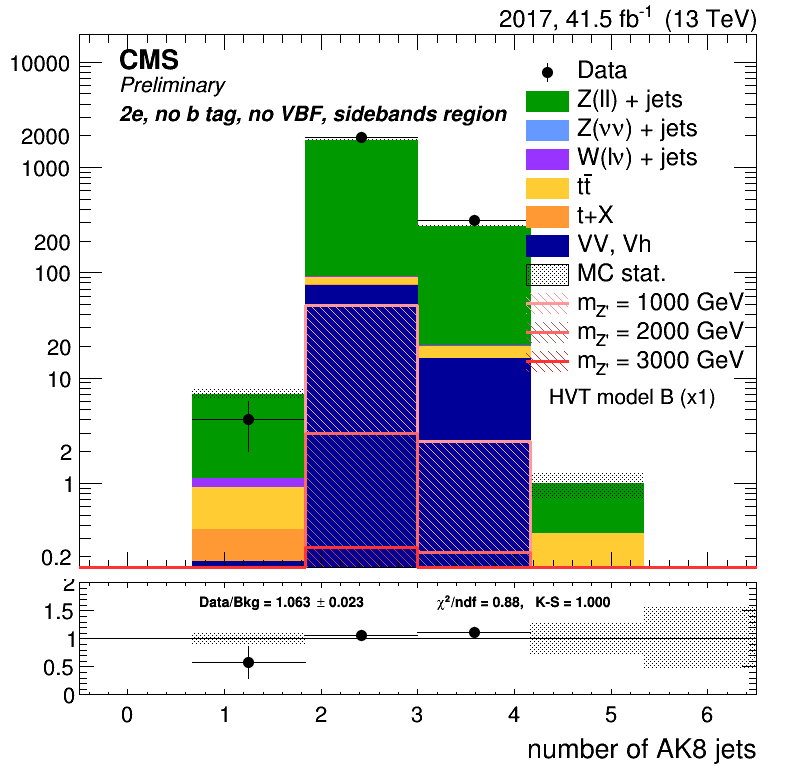 2017, 41.5 fb⁻¹ (13 TeV)
CMS
Preliminary
2e, no b tag, no VBF, sidebands region
Data
Z(ll) + jets
Z(νν) + jets
W(lν) + jets
tt̄
t+X
VV, Vh
MC stat.
m_Z' = 1000 GeV
m_Z' = 2000 GeV
m_Z' = 3000 GeV
HVT model B (x1)
10000
2000
1000
200
100
20
10
2
1
0.2
2
1.5
1
0.5
0
Data/Bkg = 1.063 ± 0.023
χ²/ndf = 0.88, K-S = 1.000
0 1 2 3 4 5 6
number of AK8 jets